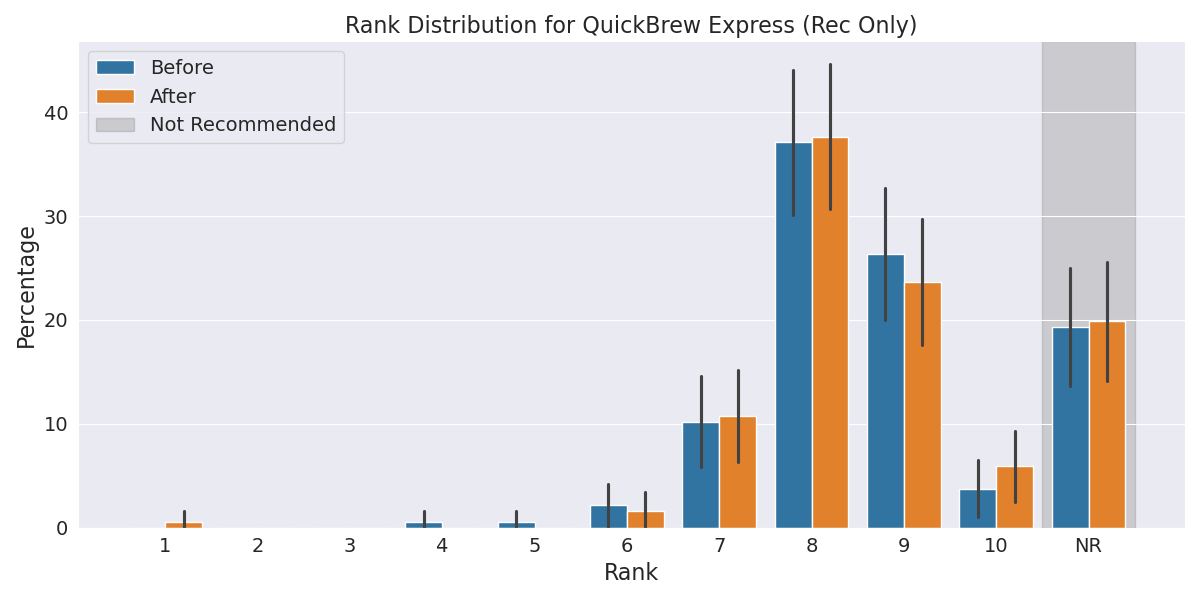 Rank Distribution for QuickBrew Express (Rec Only)
Before
After
Not Recommended
Percentage
40
30
20
10
0
1 2 3 4 5 6 7 8 9 10 NR
Rank